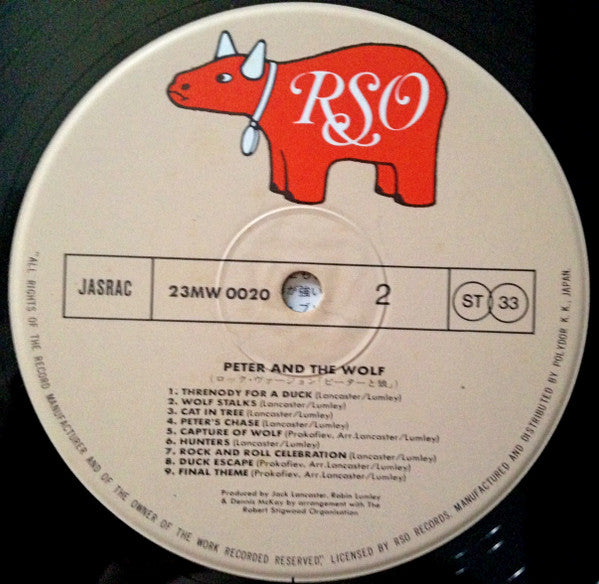 RSO
JASRAC
23MW 0020
が強い
2
ST 33
PETER AND THE WOLF
(ロック・ヴァージョン「ピーターと狼」)
1. THRENODY FOR A DUCK (Lancaster/Lumley)
2. WOLF STALKS (Lancaster/Lumley)
3. CAT IN TREE (Lancaster/Lumley)
4. PETER'S CHASE (Lancaster/Lumley)
5. CAPTURE OF WOLF (Prokofiev. Arr.Lancaster/Lumley)
6. HUNTERS (Lancaster/Lumley)
7. ROCK AND ROLL CELEBRATION (Lancaster/Lumley)
8. DUCK ESCAPE (Prokofiev. Arr.Lancaster/Lumley)
9. FINAL THEME (Prokofiev. Arr.Lancaster/Lumley)
Produced by Jack Lancaster, Robin Lumley
& Dennis McKay by arrangement with The
Robert Stigwood Organisation
"ALL RIGHTS OF THE RECORD MANUFACTURER AND OF THE OWNER OF THE WORK RECORDED RESERVED," LICENSED BY RSO RECORDS, MANUFACTURED AND DISTRIBUTED BY POLYDOR K. K., JAPAN.